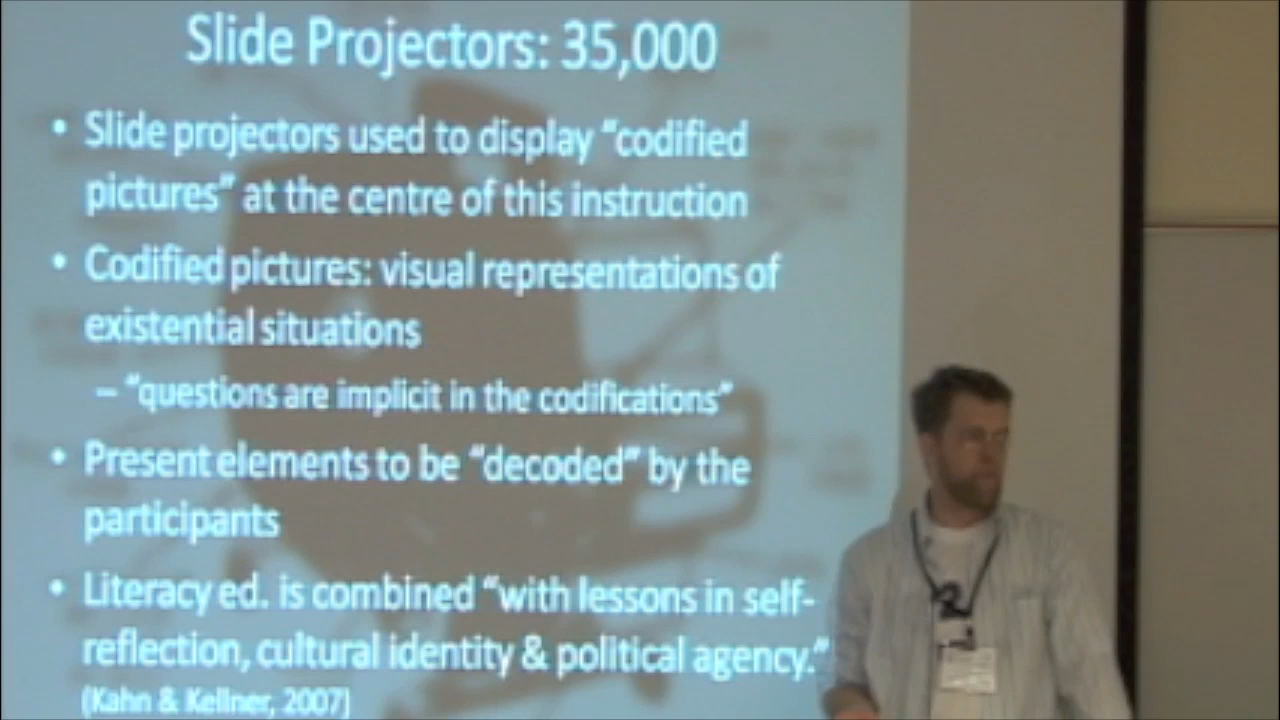 Slide Projectors: 35,000
• Slide projectors used to display “codified
pictures” at the centre of this instruction
• Codified pictures: visual representations of
existential situations
– “questions are implicit in the codifications”
• Present elements to be “decoded” by the
participants
• Literacy ed. is combined “with lessons in self-
reflection, cultural identity & political agency.”
(Kahn & Kellner, 2007)